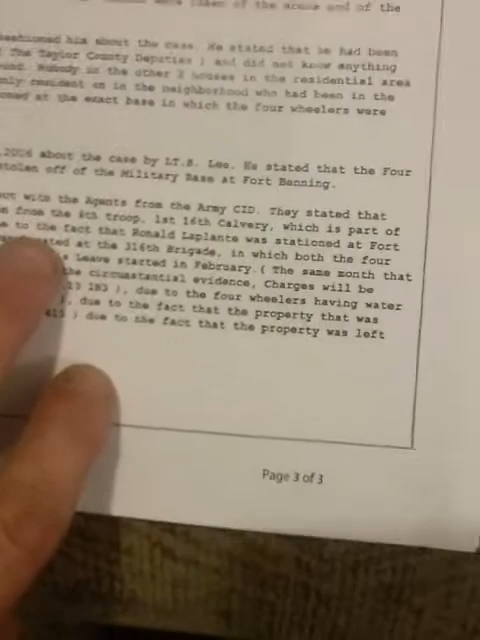 of the scene and of the
him about the case. He stated that he had been
The Taylor County Deputies ) and did not know anything
Nobody in the other 2 houses in the residential area
resident on in the neighborhood who had been in the
at the exact base in which the four wheelers were
2006 about the case by LT.B. Lee. He stated that the Four
off of the Military Base at Fort Benning.
with the Agents from the Army CID. They stated that
from the 6th troop, 1st 16th Calvery, which is part of
to the fact that Ronald Laplante was stationed at Fort
at the 316th Brigade, in which both the four
Leave started in February.( The same month that
the circumstantial evidence, Charges will be
), due to the four wheelers having water
, due to the fact that the property that was
) due to the fact that the property was left
Page 3 of 3